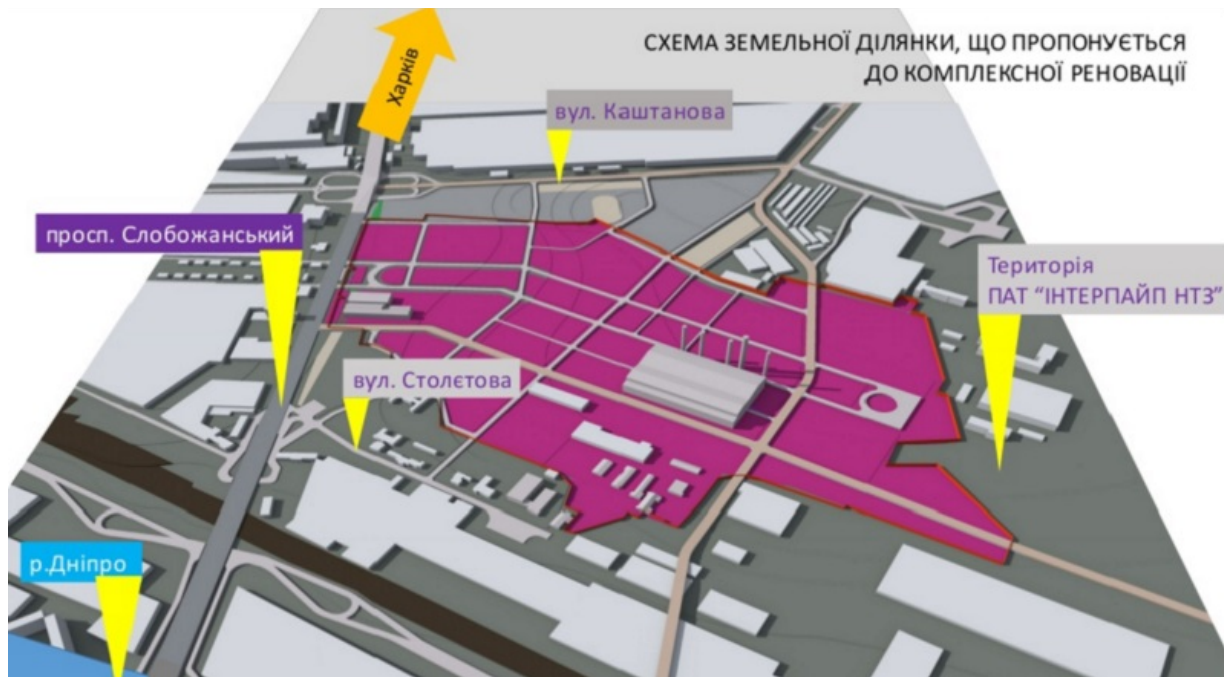 СХЕМА ЗЕМЕЛЬНОЇ ДІЛЯНКИ, ЩО ПРОПОНУЄТЬСЯ
ДО КОМПЛЕКСНОЇ РЕНОВАЦІЇ
Харків
вул. Каштанова
просп. Слобожанський
Територія
ПАТ “ІНТЕРПАЙП НТЗ”
вул. Столєтова
р.Дніпро